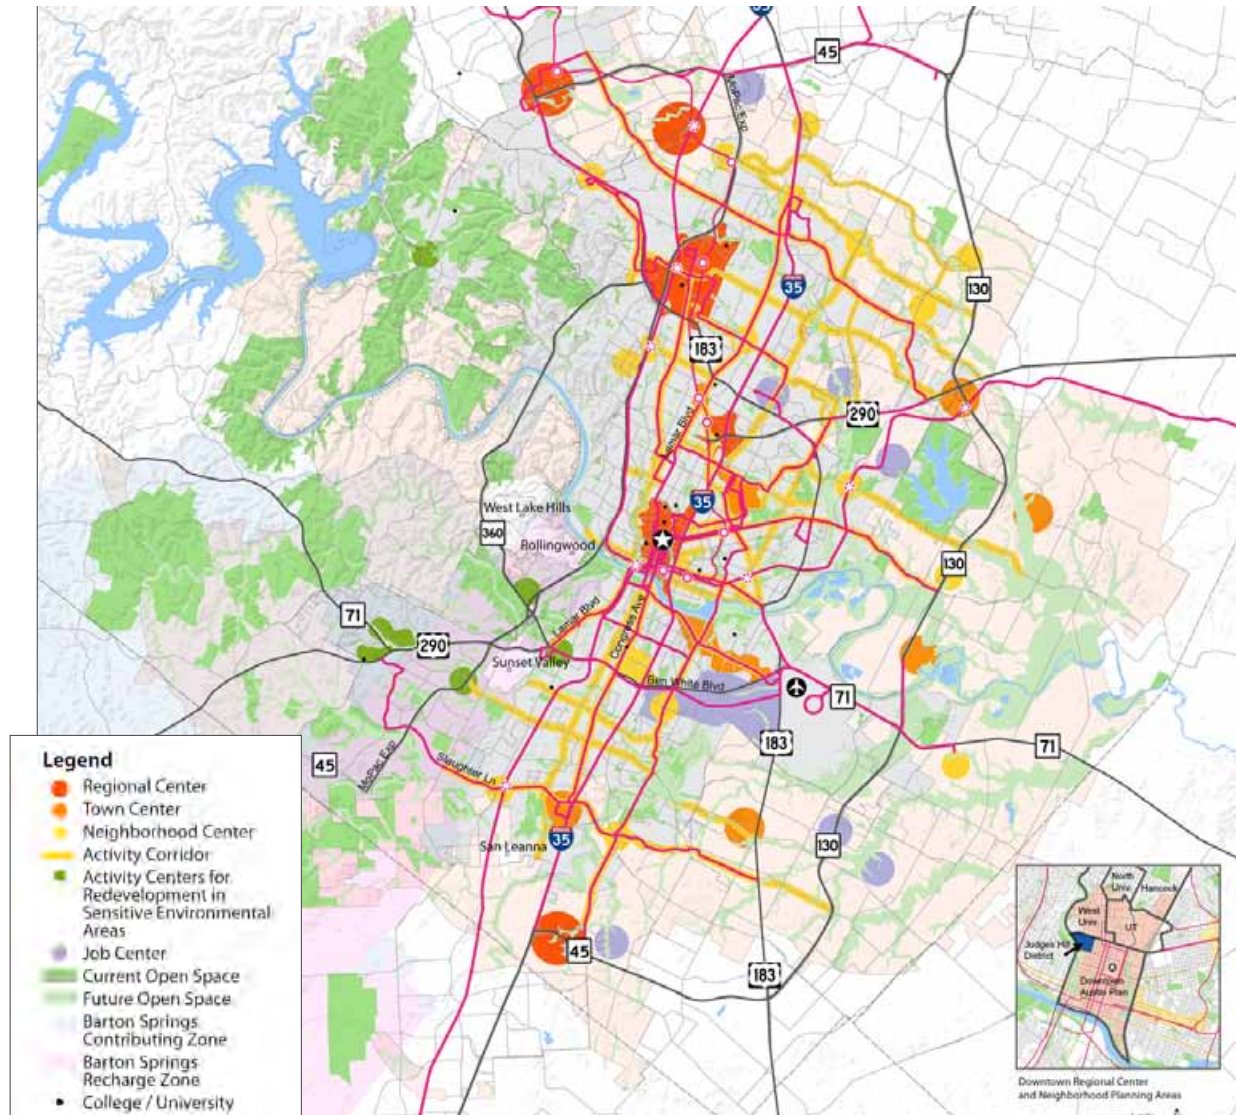 35
45
MoPac Exp
130
35
183
290
Lamar Blvd
35
West Lake Hills
360
Rollingwood
130
71
290
Lamar Blvd
Congress Ave
Sunset Valley
Ben White Blvd
71
183
71
45
MoPac Exp
Slaughter Ln
San Leanna
35
130
45
183
Legend
Regional Center
Town Center
Neighborhood Center
Activity Corridor
Activity Centers for
Redevelopment in
Sensitive Environmental
Areas
Job Center
Current Open Space
Future Open Space
Barton Springs
Contributing Zone
Barton Springs
Recharge Zone
College / University
North
Univ.
Hancock
West
Univ.
UT
Judges Hill
District
Downtown
Austin Plan
Downtown Regional Center
and Neighborhood Planning Areas